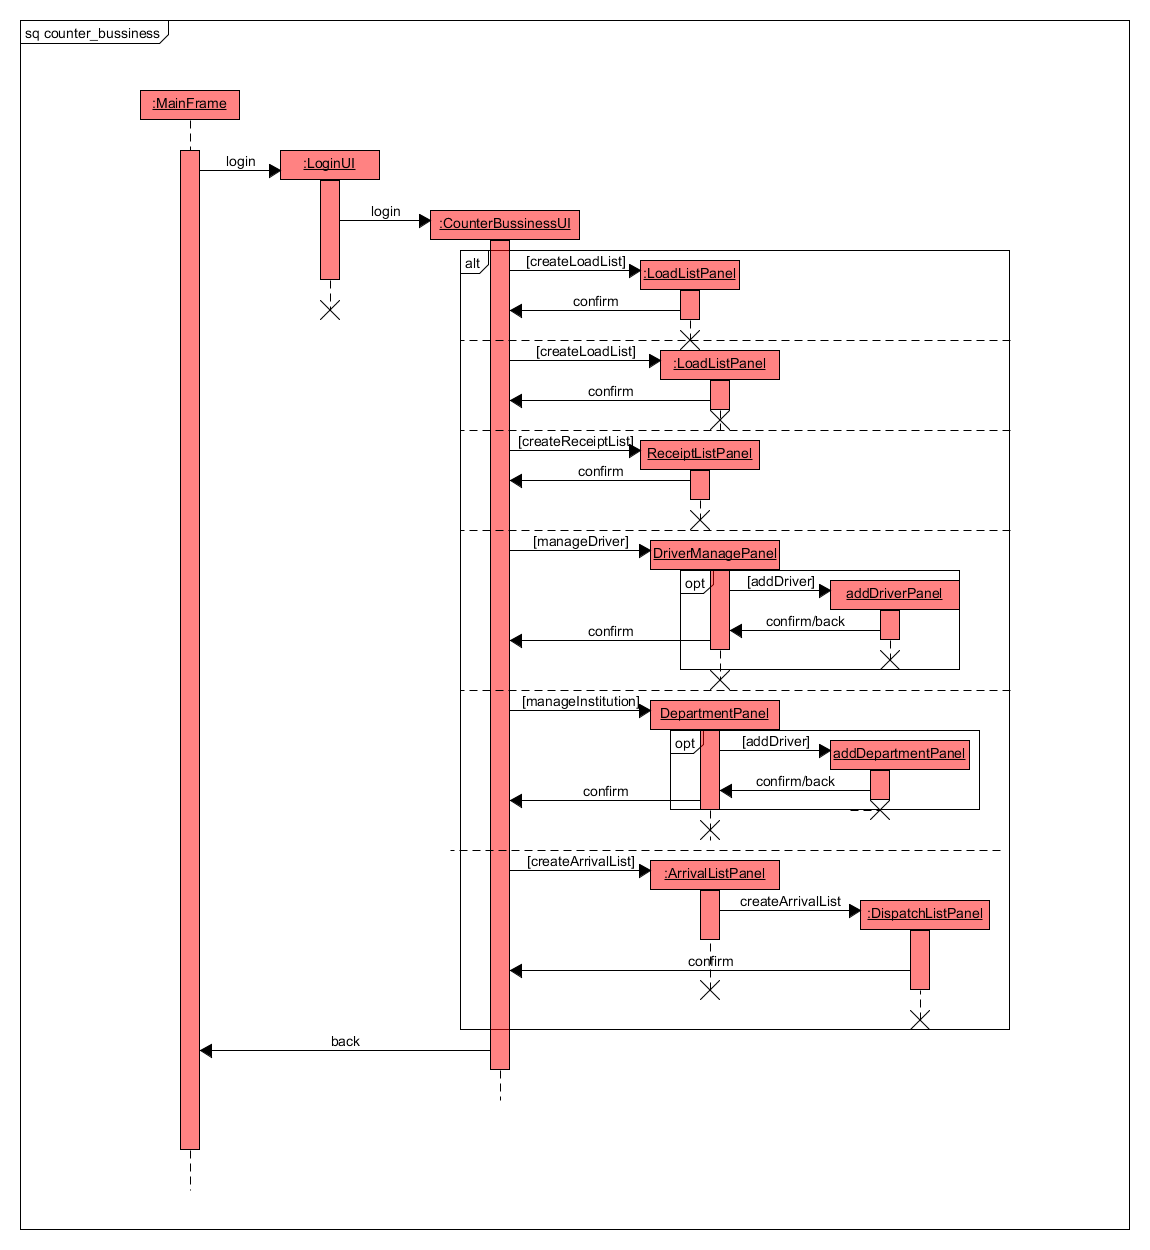 sq counter_bussiness
:MainFrame
login
:LoginUI
login
:CounterBussinessUI
alt
[createLoadList]
:LoadListPanel
confirm
[createLoadList]
:LoadListPanel
confirm
[createReceiptList]
ReceiptListPanel
confirm
[manageDriver]
DriverManagePanel
opt
[addDriver]
addDriverPanel
confirm/back
confirm
[manageInstitution]
DepartmentPanel
opt
[addDriver]
addDepartmentPanel
confirm/back
confirm
[createArrivalList]
:ArrivalListPanel
createArrivalList
:DispatchListPanel
confirm
back